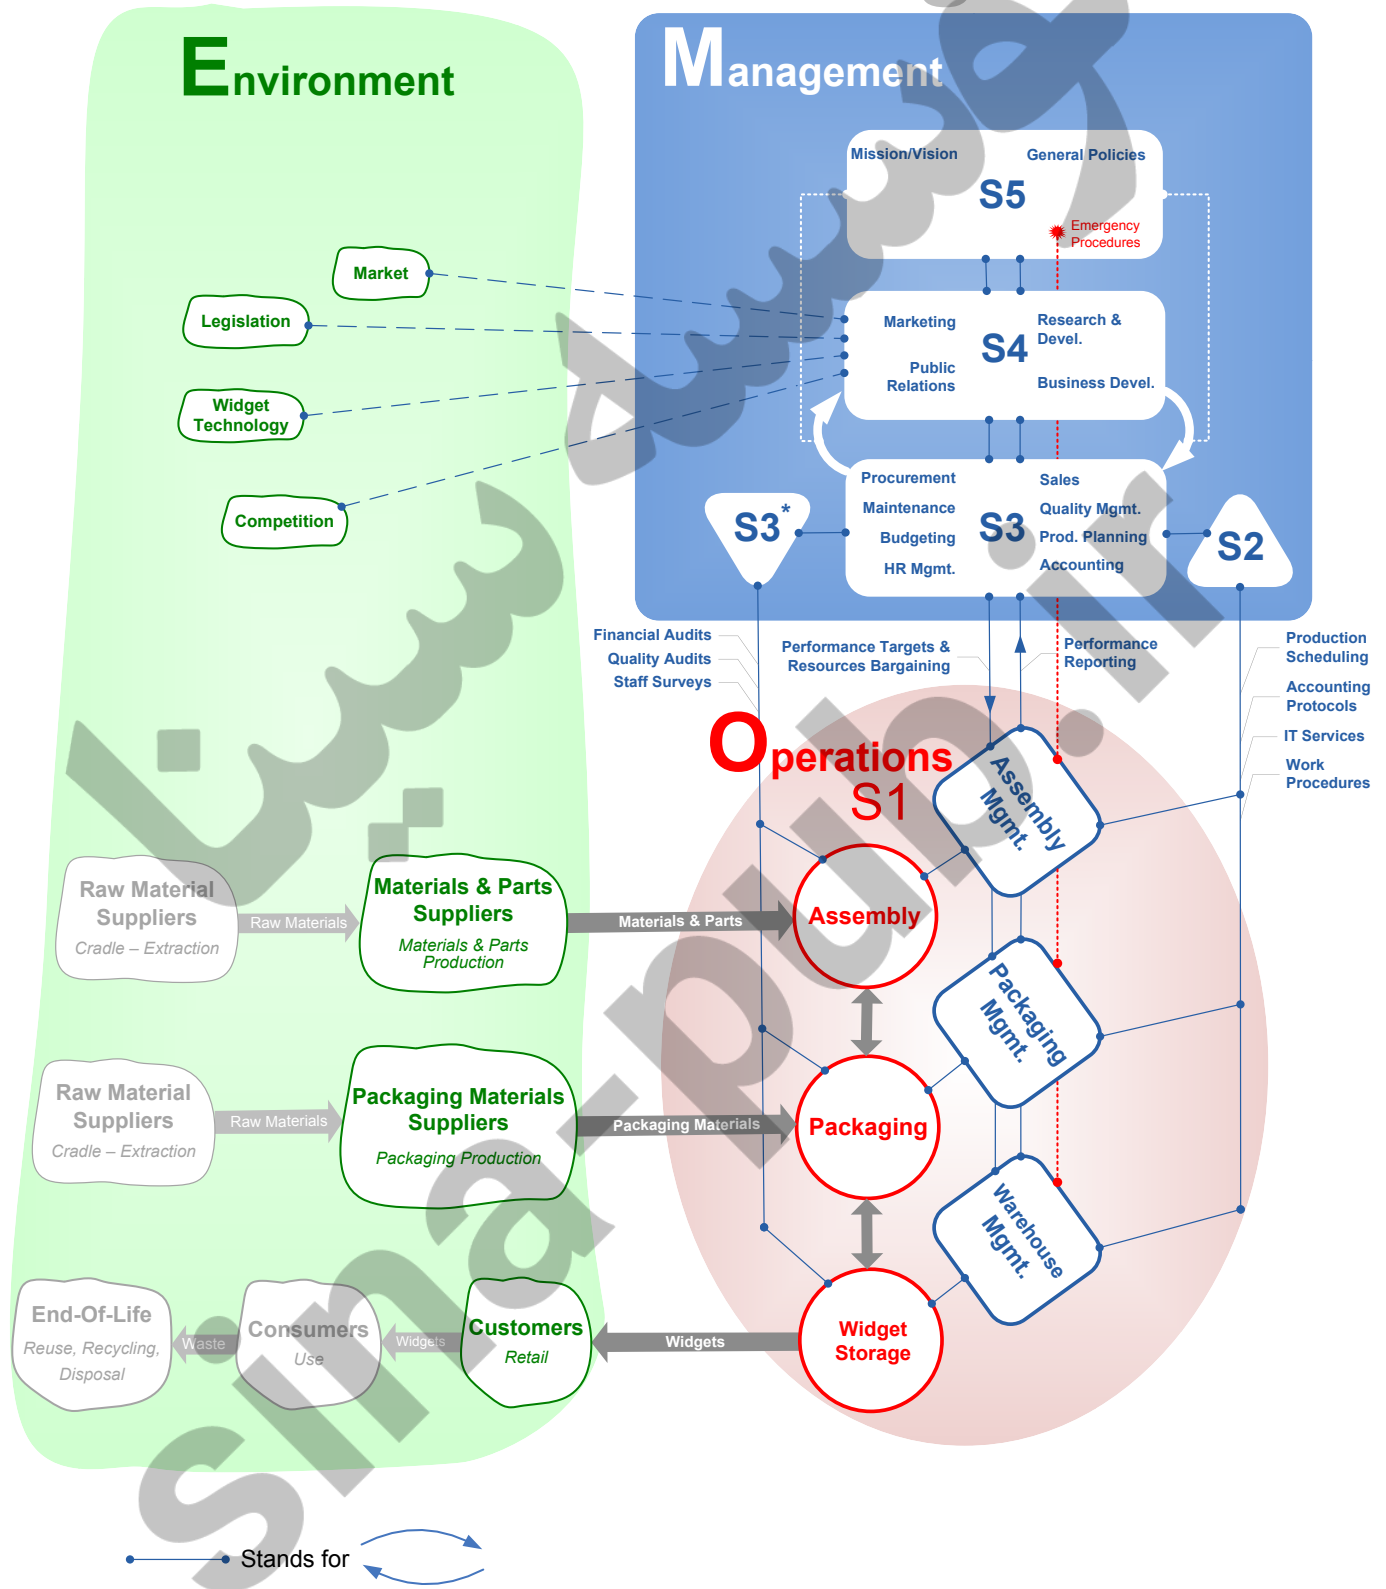 Environment
Management
Mission/Vision
General Policies
S5
Emergency
Procedures
Market
Legislation
Widget
Technology
Competition
Marketing
Public
Relations
S4
Research &
Devel.
Business Devel.
Procurement
Maintenance
Budgeting
HR Mgmt.
S3
Sales
Quality Mgmt.
Prod. Planning
Accounting
S3*
S2
Financial Audits
Quality Audits
Staff Surveys
Performance Targets &
Resources Bargaining
Performance
Reporting
Production
Scheduling
Accounting
Protocols
IT Services
Work
Procedures
Operations
S1
Assembly
Mgmt.
Raw Material
Suppliers
Cradle – Extraction
Raw Materials
Materials & Parts
Suppliers
Materials & Parts
Production
Materials & Parts
Assembly
Packaging
Mgmt.
Raw Material
Suppliers
Cradle – Extraction
Raw Materials
Packaging Materials
Suppliers
Packaging Production
Packaging Materials
Packaging
Warehouse
Mgmt.
End-Of-Life
Reuse, Recycling,
Disposal
Waste
Consumers
Use
Widgets
Customers
Retail
Widgets
Widget
Storage
Stands for
sina-pub.ir